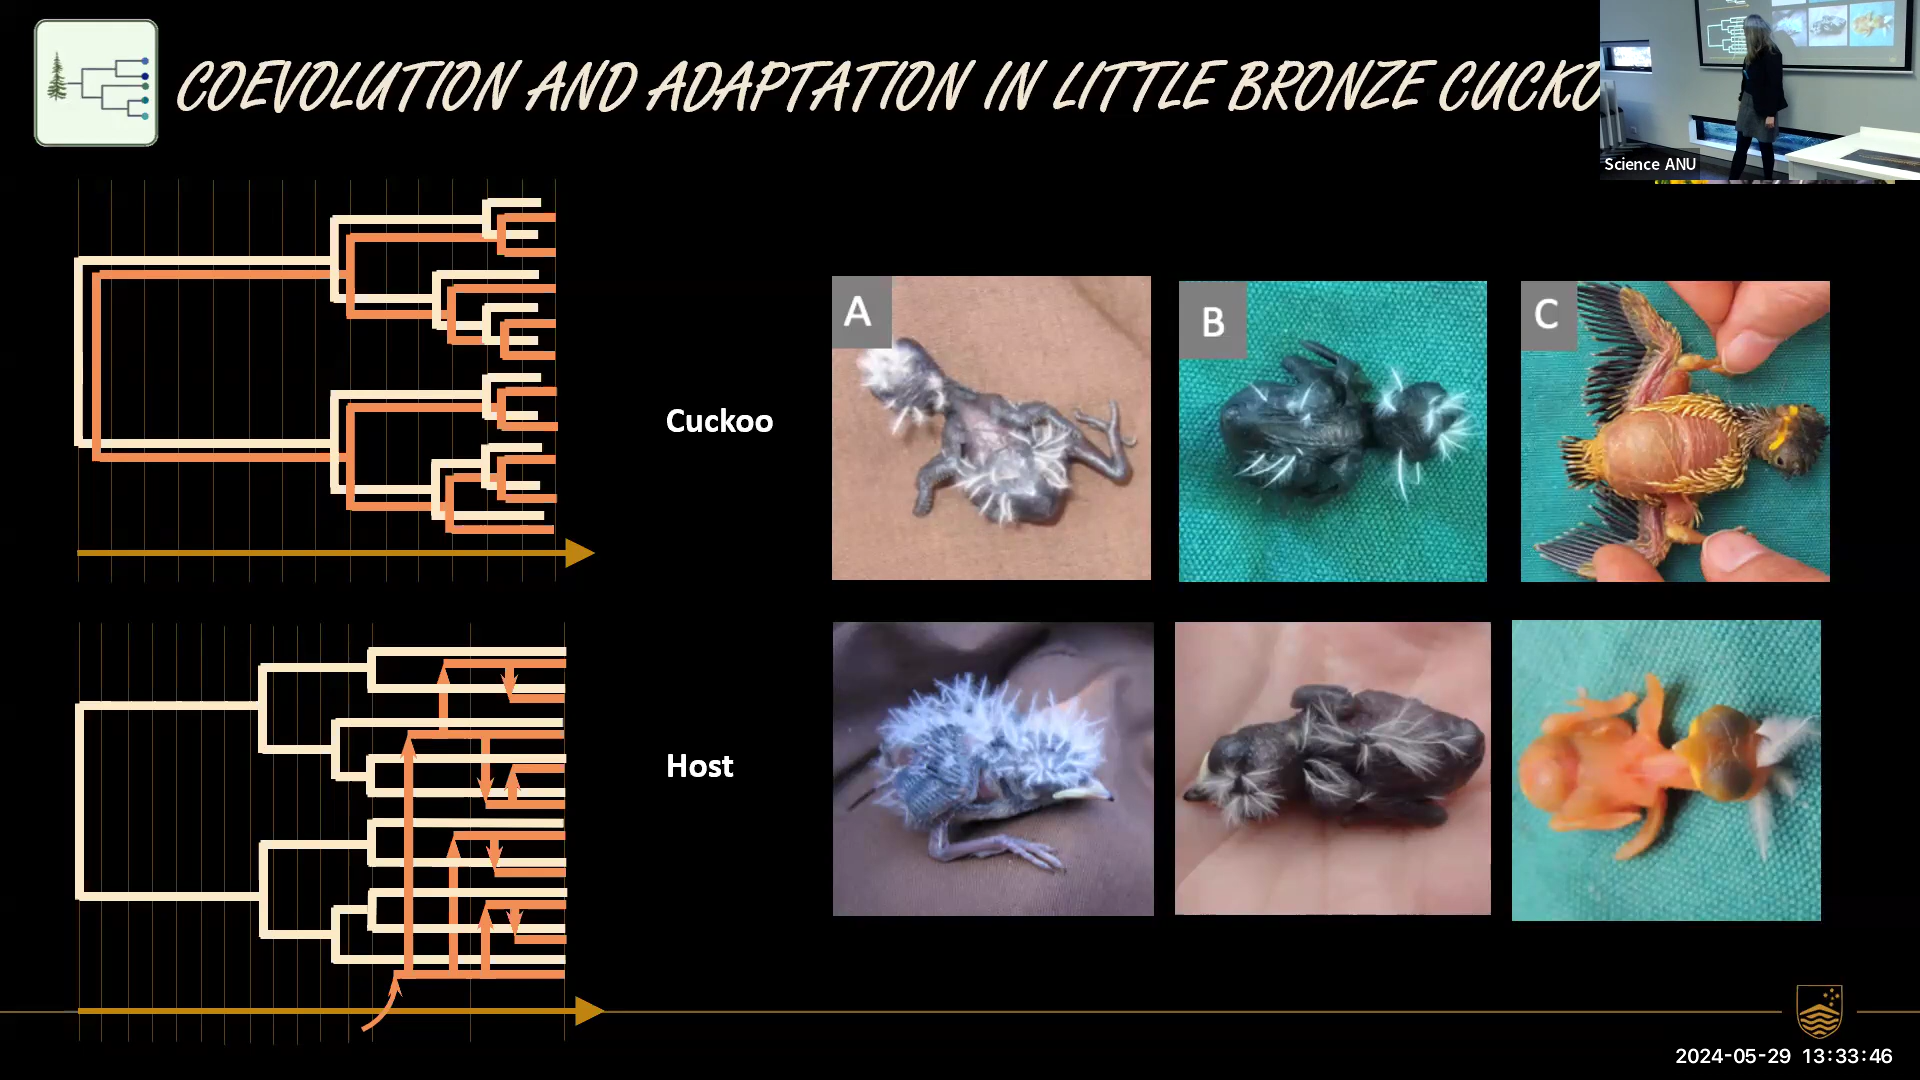 COEVOLUTION AND ADAPTATION IN LITTLE BRONZE CUCKO
Science ANU
A
B
C
Cuckoo
Host
2024-05-29 13:33:46